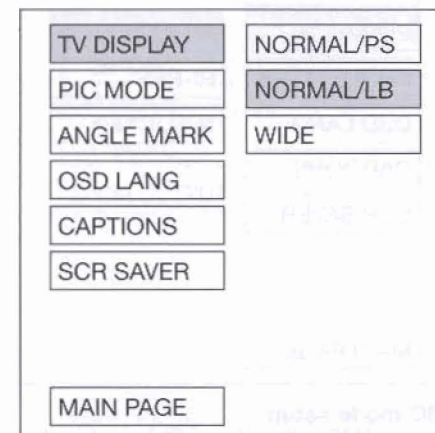 TV DISPLAY NORMAL/PS
PIC MODE NORMAL/LB
ANGLE MARK WIDE
OSD LANG
CAPTIONS
SCR SAVER
MAIN PAGE